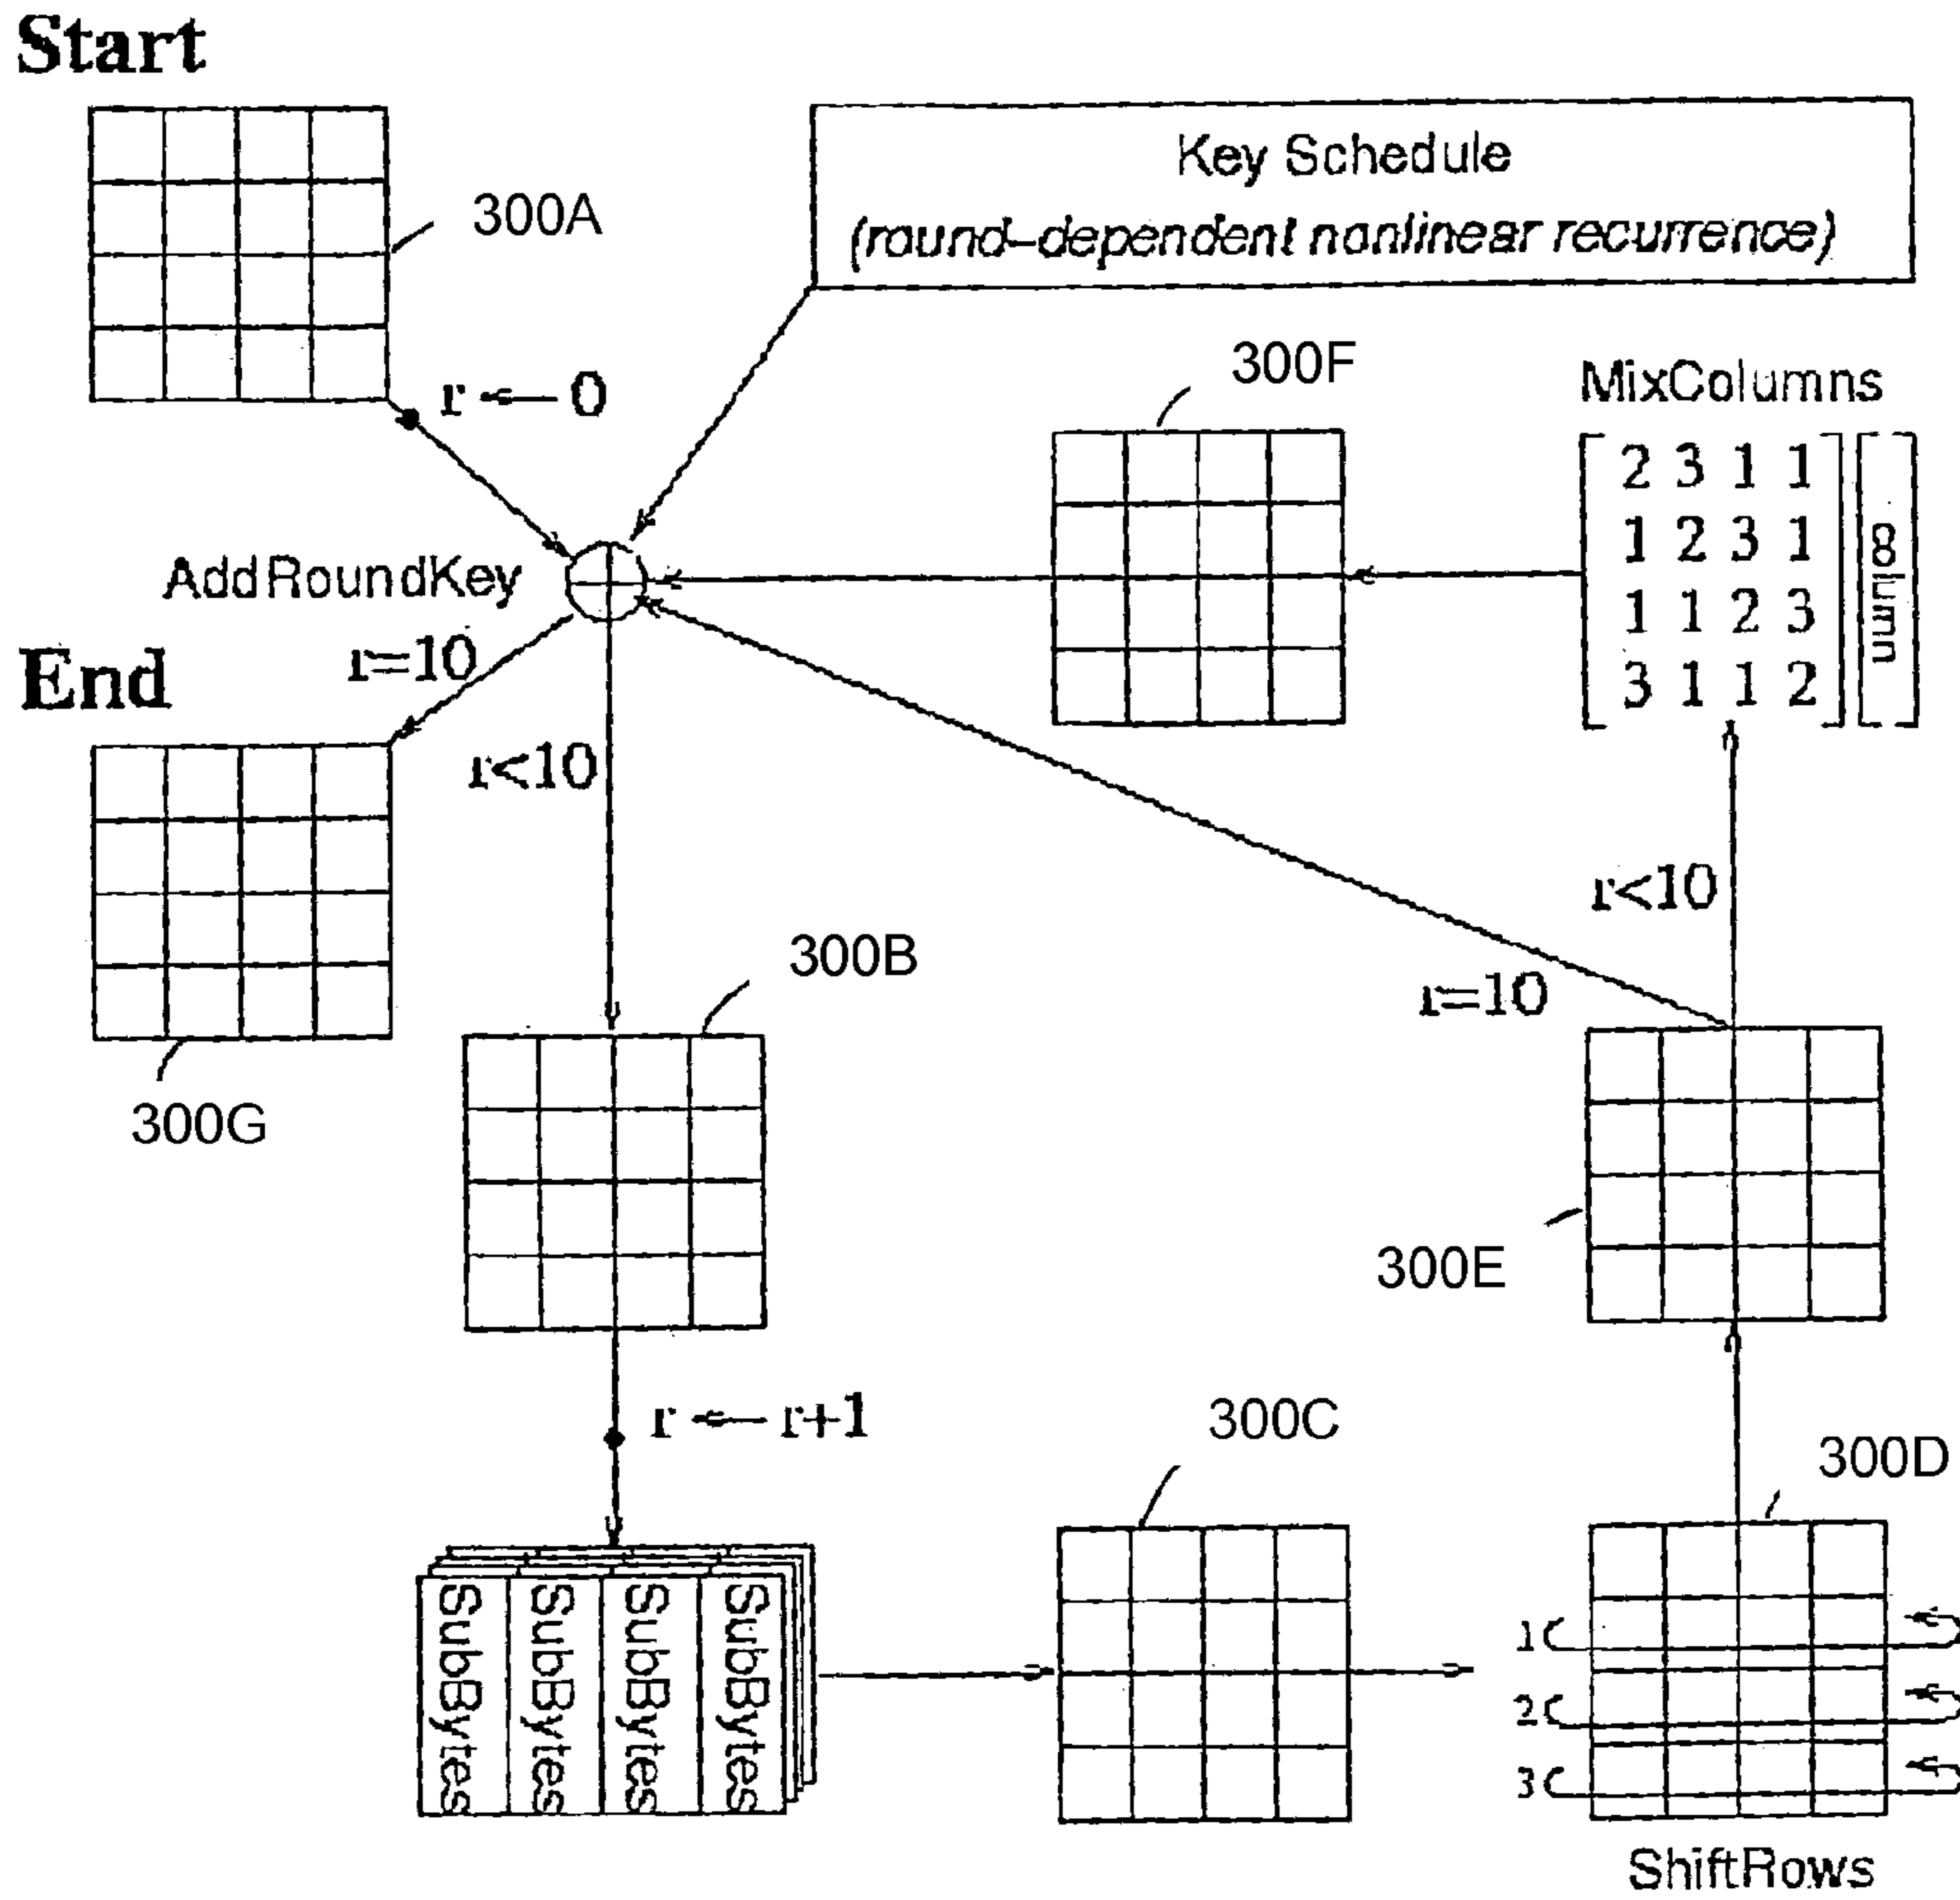 Start
300A
Key Schedule
(round-dependent nonlinear recurrence)
r ← 0
300F
MixColumns
2 3 1 1
1 2 3 1
1 1 2 3
3 1 1 2
column
AddRoundKey
r=10
End
r<10
300G
300B
r<10
r=10
300E
r ← r+1
300C
300D
SubBytes SubBytes SubBytes SubBytes
1
2
3
ShiftRows